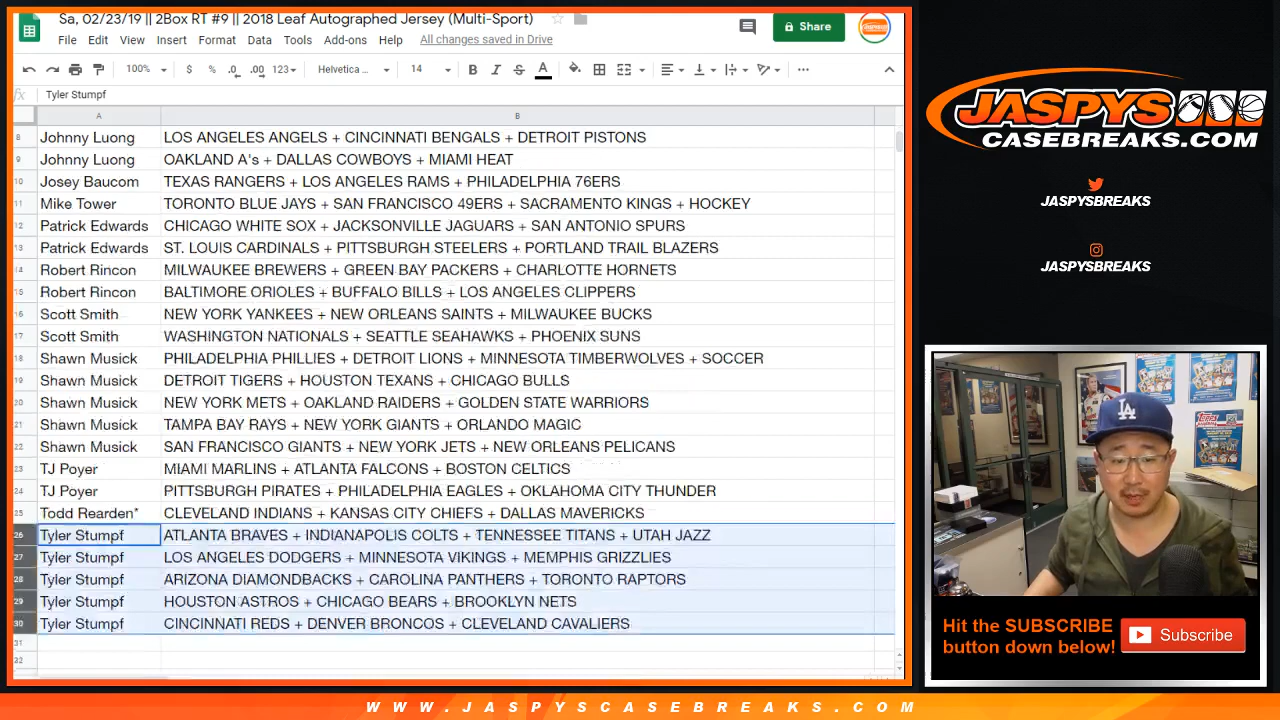 Sa, 02/23/19 || 2Box RT #9 || 2018 Leaf Autographed Jersey (Multi-Sport)
File Edit View Insert Format Data Tools Add-ons Help All changes saved in Drive
Share
100% $ % .0 .00 123 Helvetica ... 14 B I S A
fx Tyler Stumpf
A B
8 Johnny Luong LOS ANGELES ANGELS + CINCINNATI BENGALS + DETROIT PISTONS
9 Johnny Luong OAKLAND A's + DALLAS COWBOYS + MIAMI HEAT
10 Josey Baucom TEXAS RANGERS + LOS ANGELES RAMS + PHILADELPHIA 76ERS
11 Mike Tower TORONTO BLUE JAYS + SAN FRANCISCO 49ERS + SACRAMENTO KINGS + HOCKEY
12 Patrick Edwards CHICAGO WHITE SOX + JACKSONVILLE JAGUARS + SAN ANTONIO SPURS
13 Patrick Edwards ST. LOUIS CARDINALS + PITTSBURGH STEELERS + PORTLAND TRAIL BLAZERS
14 Robert Rincon MILWAUKEE BREWERS + GREEN BAY PACKERS + CHARLOTTE HORNETS
15 Robert Rincon BALTIMORE ORIOLES + BUFFALO BILLS + LOS ANGELES CLIPPERS
16 Scott Smith NEW YORK YANKEES + NEW ORLEANS SAINTS + MILWAUKEE BUCKS
17 Scott Smith WASHINGTON NATIONALS + SEATTLE SEAHAWKS + PHOENIX SUNS
18 Shawn Musick PHILADELPHIA PHILLIES + DETROIT LIONS + MINNESOTA TIMBERWOLVES + SOCCER
19 Shawn Musick DETROIT TIGERS + HOUSTON TEXANS + CHICAGO BULLS
20 Shawn Musick NEW YORK METS + OAKLAND RAIDERS + GOLDEN STATE WARRIORS
21 Shawn Musick TAMPA BAY RAYS + NEW YORK GIANTS + ORLANDO MAGIC
22 Shawn Musick SAN FRANCISCO GIANTS + NEW YORK JETS + NEW ORLEANS PELICANS
23 TJ Poyer MIAMI MARLINS + ATLANTA FALCONS + BOSTON CELTICS
24 TJ Poyer PITTSBURGH PIRATES + PHILADELPHIA EAGLES + OKLAHOMA CITY THUNDER
25 Todd Rearden* CLEVELAND INDIANS + KANSAS CITY CHIEFS + DALLAS MAVERICKS
26 Tyler Stumpf ATLANTA BRAVES + INDIANAPOLIS COLTS + TENNESSEE TITANS + UTAH JAZZ
27 Tyler Stumpf LOS ANGELES DODGERS + MINNESOTA VIKINGS + MEMPHIS GRIZZLIES
28 Tyler Stumpf ARIZONA DIAMONDBACKS + CAROLINA PANTHERS + TORONTO RAPTORS
29 Tyler Stumpf HOUSTON ASTROS + CHICAGO BEARS + BROOKLYN NETS
30 Tyler Stumpf CINCINNATI REDS + DENVER BRONCOS + CLEVELAND CAVALIERS
31
32
JASPYS
CASEBREAKS.COM
JASPYSBREAKS
JASPYSBREAKS
LA
TOPPS
Hit the SUBSCRIBE
button down below!
Subscribe
WWW.JASPYSCASEBREAKS.COM